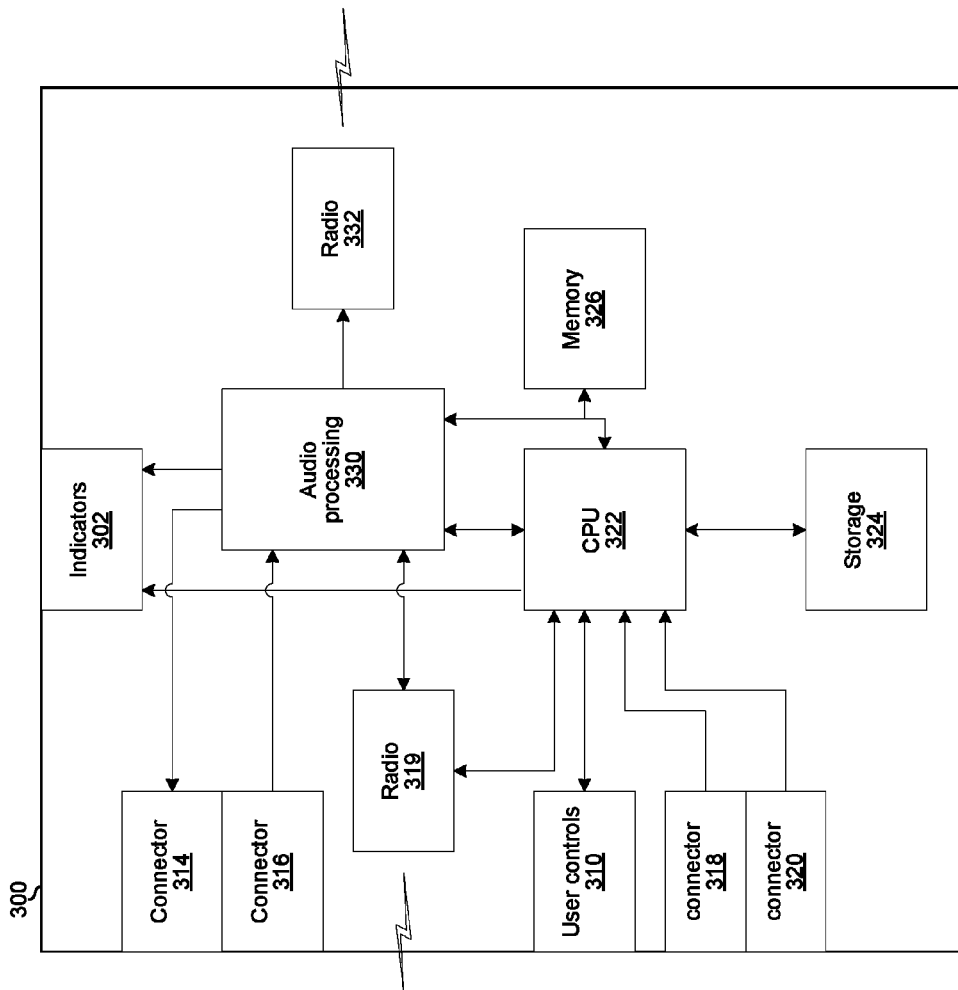 300
Connector
314
Connector
316
Radio
319
User controls
310
connector
318
connector
320
Indicators
302
Audio
processing
330
CPU
322
Storage
324
Radio
332
Memory
326